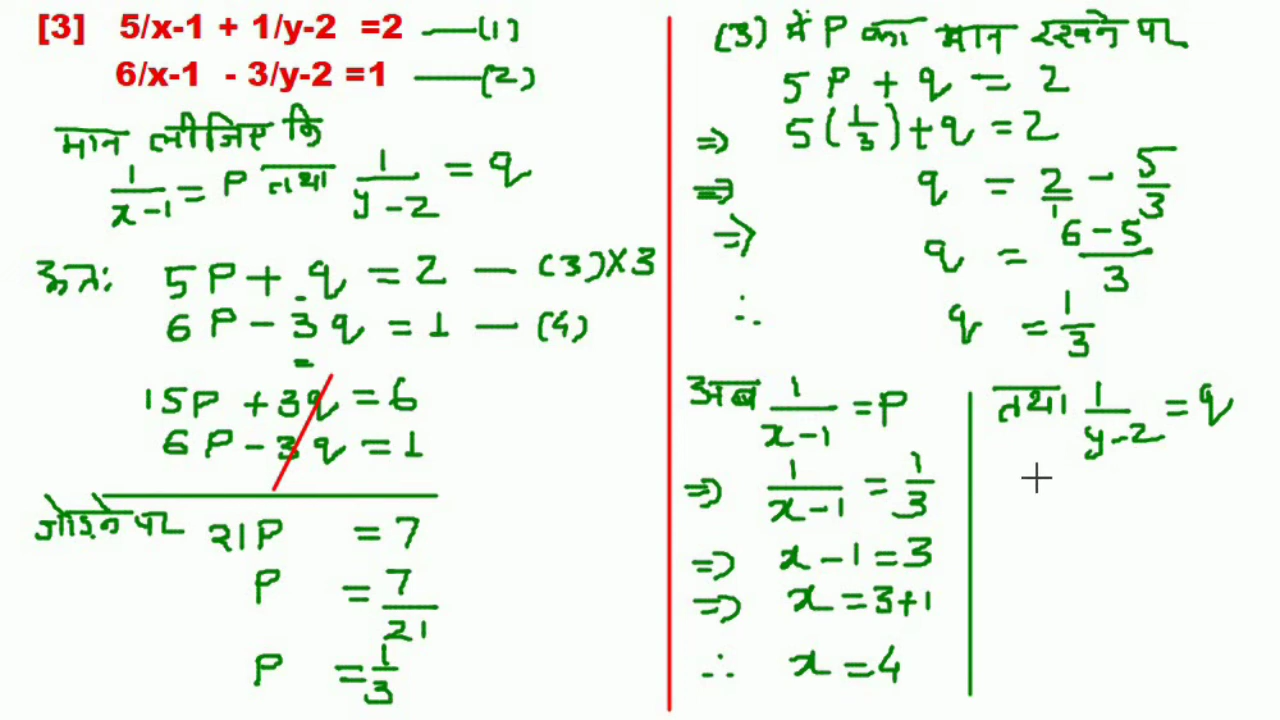 [3] 5/x-1 + 1/y-2 =2 —(1)
6/x-1 - 3/y-2 =1 —(2)
मान लीजिए कि
1/(x-1) = P तथा 1/(y-2) = q
अतः 5P + q = 2 — (3)×3
6P - 3q = 1 — (4)
15P + 3q = 6
6P - 3q = 1
जोड़ने पर 21P = 7
P = 7/21
P = 1/3
(3) में P का मान रखने पर
5P + q = 2
⇒ 5(1/3) + q = 2
⇒ q = 2/1 - 5/3
⇒ q = (6-5)/3
∴ q = 1/3
अब 1/(x-1) = P
⇒ 1/(x-1) = 1/3
⇒ x - 1 = 3
⇒ x = 3+1
∴ x = 4
तथा 1/(y-2) = q